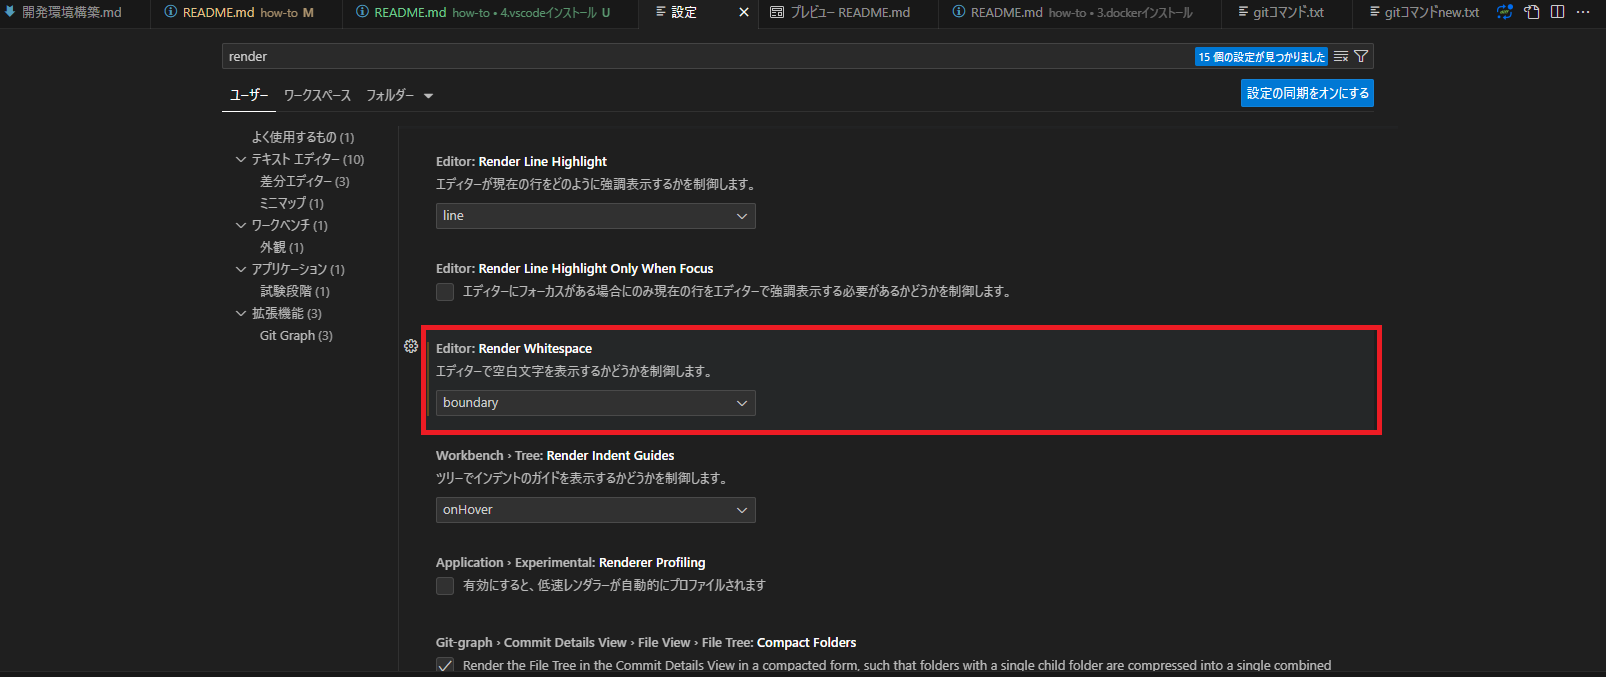 開発環境構築.md
README.md how-to M
README.md how-to • 4.vscodeインストール U
設定
プレビュー README.md
README.md how-to • 3.dockerインストール
gitコマンド.txt
gitコマンドnew.txt
render
15 個の設定が見つかりました
ユーザー ワークスペース フォルダー
設定の同期をオンにする
よく使用するもの (1)
テキスト エディター (10)
差分エディター (3)
ミニマップ (1)
ワークベンチ (1)
外観 (1)
アプリケーション (1)
試験段階 (1)
拡張機能 (3)
Git Graph (3)
Editor: Render Line Highlight
エディターが現在の行をどのように強調表示するかを制御します。
line
Editor: Render Line Highlight Only When Focus
エディターにフォーカスがある場合にのみ現在の行をエディターで強調表示する必要があるかどうかを制御します。
Editor: Render Whitespace
エディターで空白文字を表示するかどうかを制御します。
boundary
Workbench › Tree: Render Indent Guides
ツリーでインデントのガイドを表示するかどうかを制御します。
onHover
Application › Experimental: Renderer Profiling
有効にすると、低速レンダラーが自動的にプロファイルされます
Git-graph › Commit Details View › File View › File Tree: Compact Folders
Render the File Tree in the Commit Details View in a compacted form, such that folders with a single child folder are compressed into a single combined